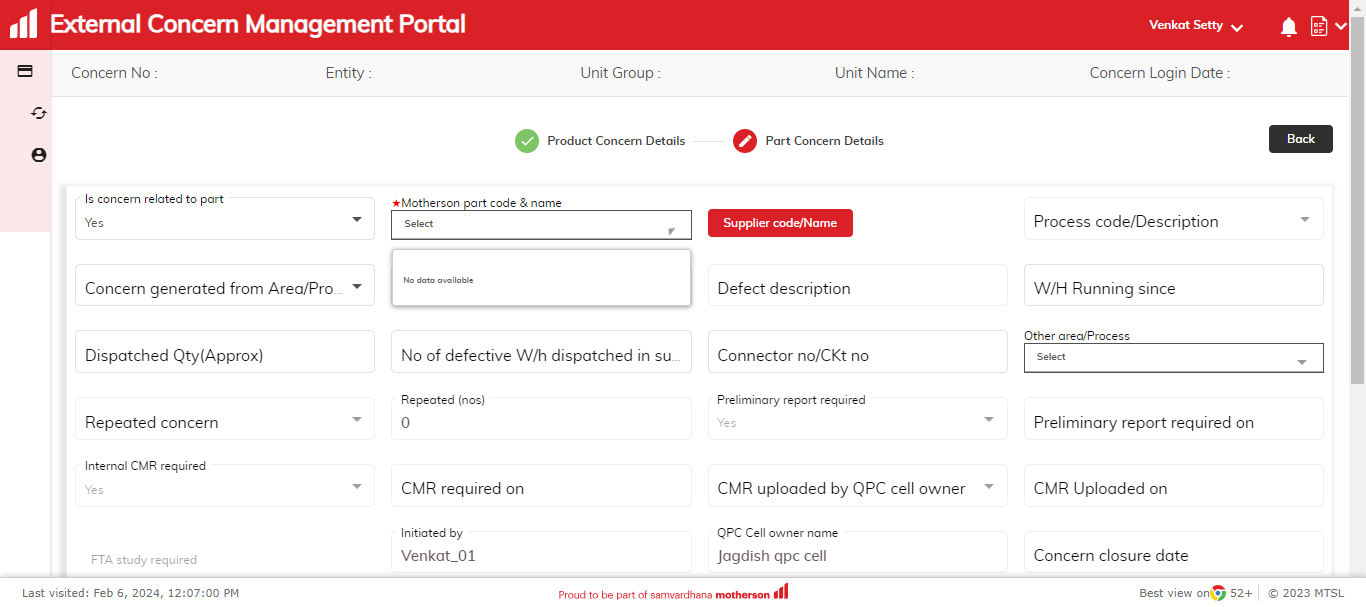 External Concern Management Portal
Venkat Setty
Concern No :
Entity :
Unit Group :
Unit Name :
Concern Login Date :
Product Concern Details
Part Concern Details
Back
Is concern related to part
Yes
★Motherson part code & name
Select
Supplier code/Name
Process code/Description
Concern generated from Area/Pro...
No data available
Defect description
W/H Running since
Dispatched Qty(Approx)
No of defective W/h dispatched in su...
Connector no/CKt no
Other area/Process
Select
Repeated concern
Repeated (nos)
0
Preliminary report required
Yes
Preliminary report required on
Internal CMR required
Yes
CMR required on
CMR uploaded by QPC cell owner
CMR Uploaded on
FTA study required
Initiated by
Venkat_01
QPC Cell owner name
Jagdish qpc cell
Concern closure date
Last visited: Feb 6, 2024, 12:07:00 PM
Proud to be part of samvardhana motherson
Best view on 52+
© 2023 MTSL